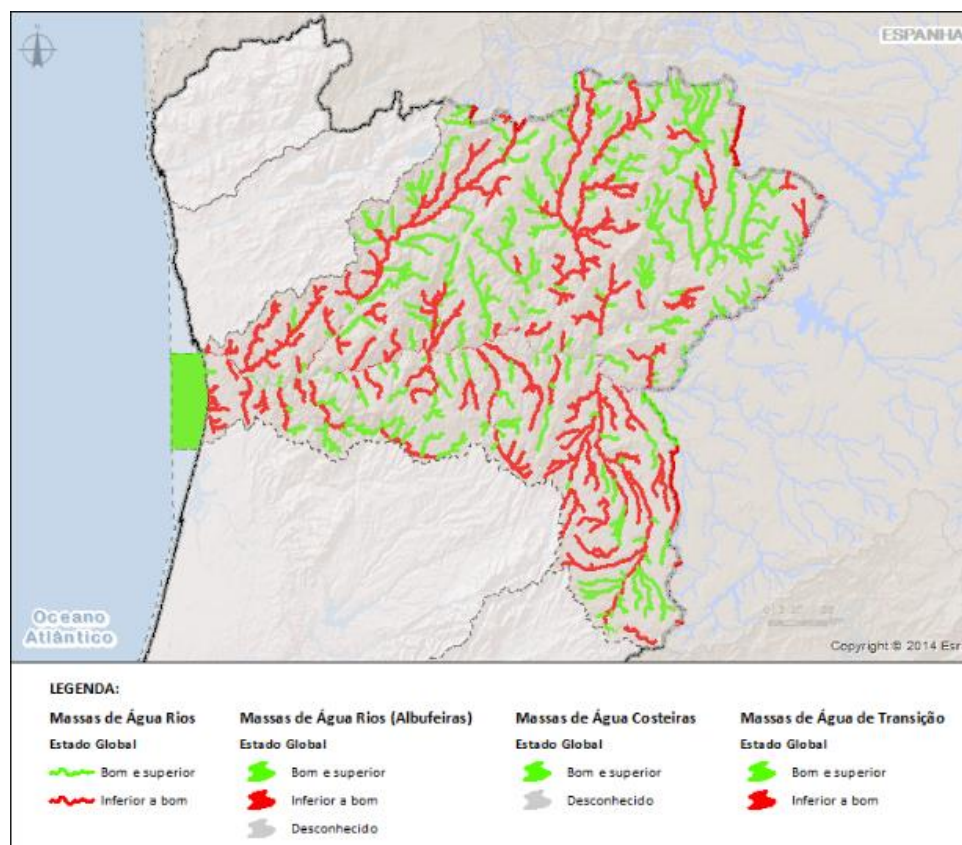 ESPANHA
Oceano
Atlântico
Copyright © 2014 Esr
LEGENDA:
Massas de Água Rios
Estado Global
Bom e superior
Inferior a bom
Massas de Água Rios (Albufeiras)
Estado Global
Bom e superior
Inferior a bom
Desconhecido
Massas de Água Costeiras
Estado Global
Bom e superior
Desconhecido
Massas de Água de Transição
Estado Global
Bom e superior
Inferior a bom